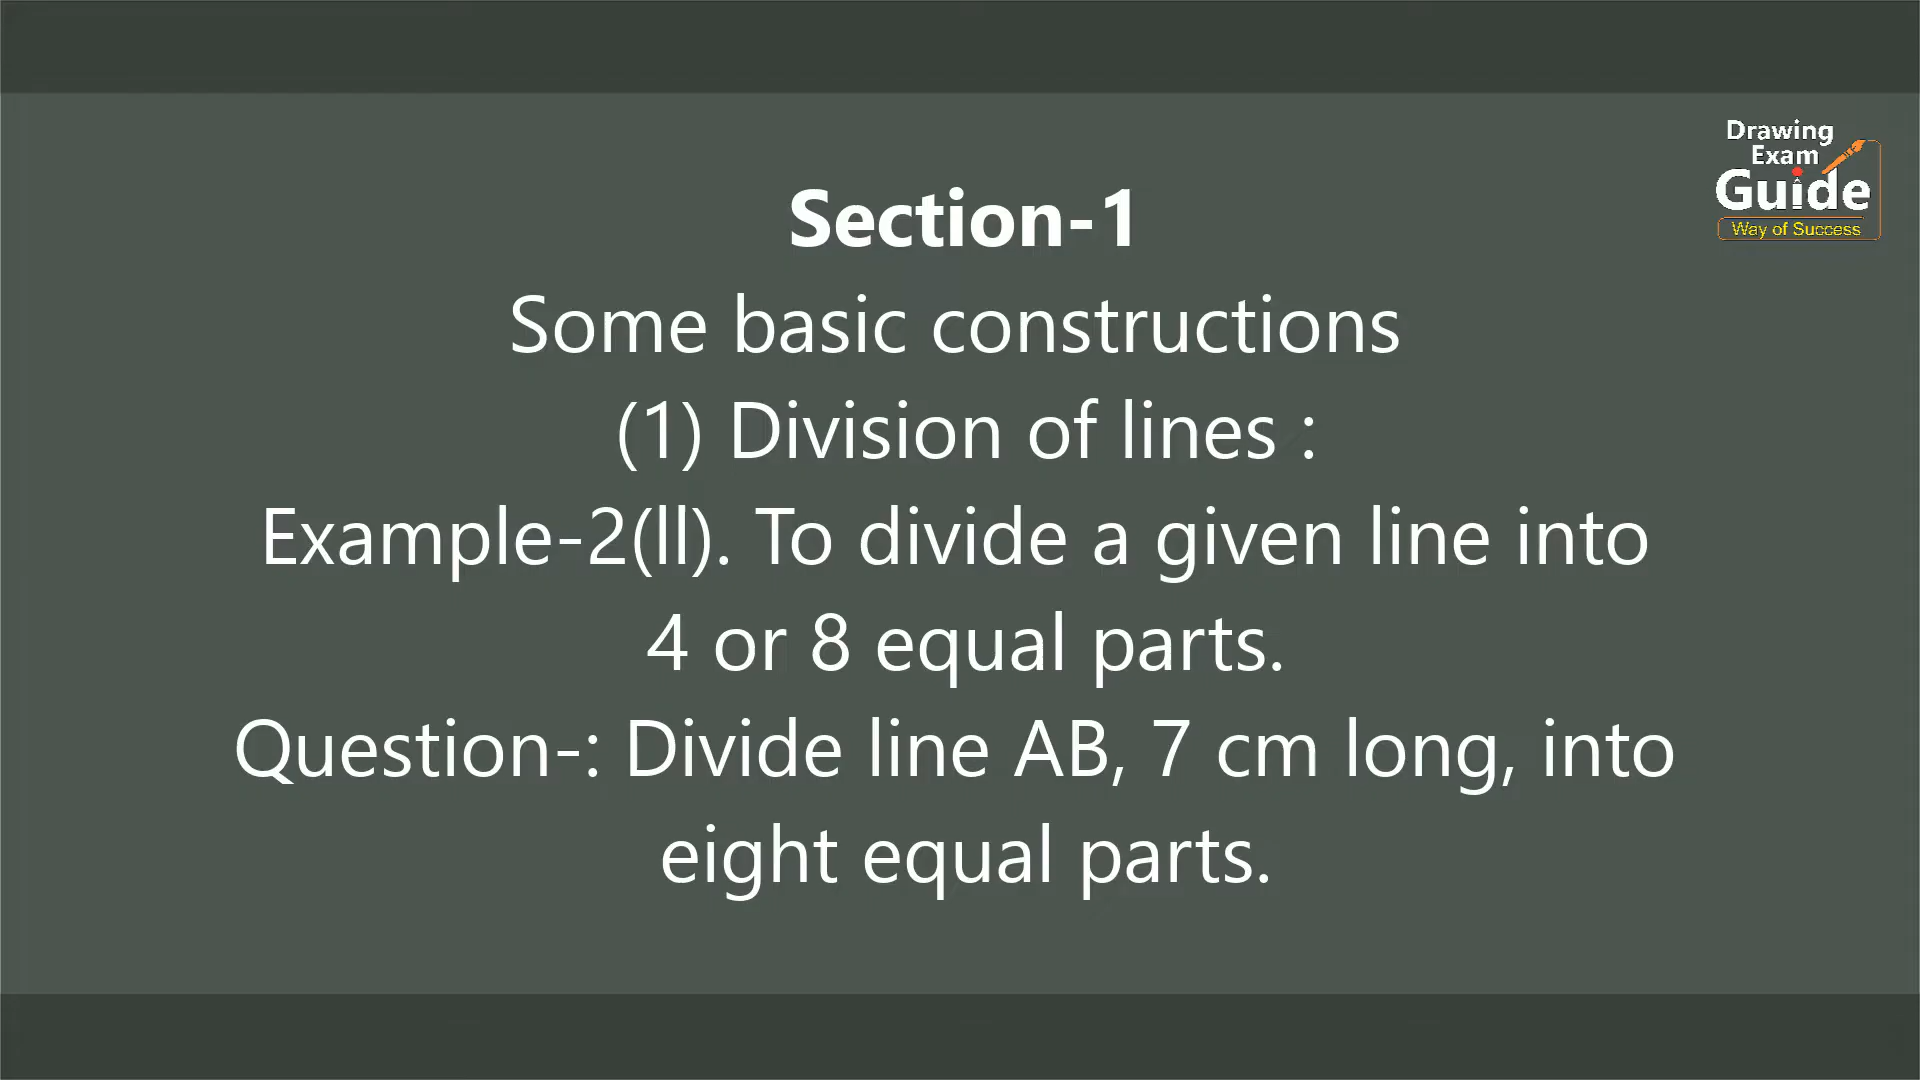 Drawing
Exam
Guide
Way of Success
Section-1
Some basic constructions
(1) Division of lines :
Example-2(ll). To divide a given line into
4 or 8 equal parts.
Question-: Divide line AB, 7 cm long, into
eight equal parts.